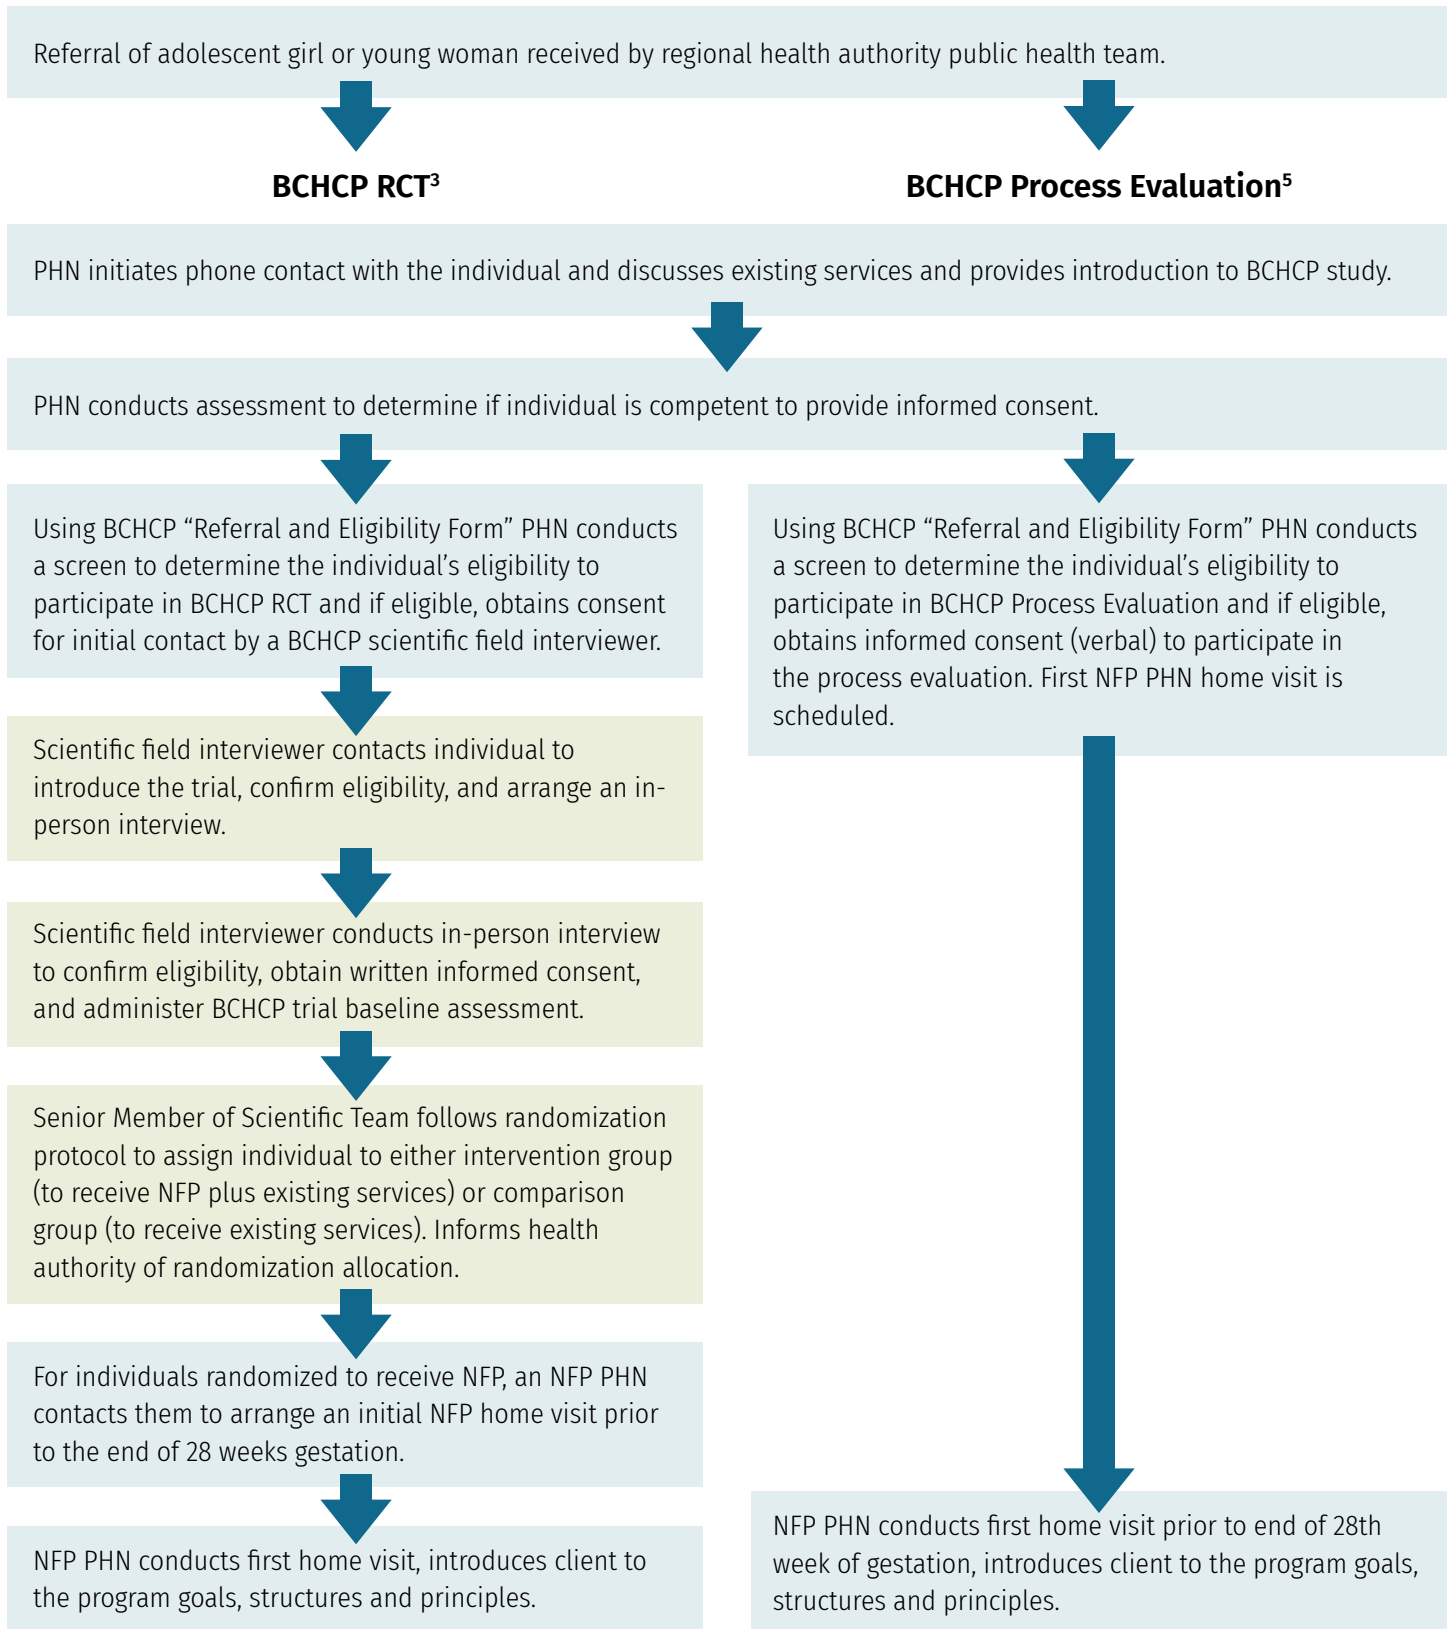 Referral of adolescent girl or young woman received by regional health authority public health team.
BCHCP RCT³
BCHCP Process Evaluation⁵
PHN initiates phone contact with the individual and discusses existing services and provides introduction to BCHCP study.
PHN conducts assessment to determine if individual is competent to provide informed consent.
Using BCHCP “Referral and Eligibility Form” PHN conducts
a screen to determine the individual’s eligibility to
participate in BCHCP RCT and if eligible, obtains consent
for initial contact by a BCHCP scientific field interviewer.
Using BCHCP “Referral and Eligibility Form” PHN conducts
a screen to determine the individual’s eligibility to
participate in BCHCP Process Evaluation and if eligible,
obtains informed consent (verbal) to participate in
the process evaluation. First NFP PHN home visit is
scheduled.
Scientific field interviewer contacts individual to
introduce the trial, confirm eligibility, and arrange an in-
person interview.
Scientific field interviewer conducts in-person interview
to confirm eligibility, obtain written informed consent,
and administer BCHCP trial baseline assessment.
Senior Member of Scientific Team follows randomization
protocol to assign individual to either intervention group
(to receive NFP plus existing services) or comparison
group (to receive existing services). Informs health
authority of randomization allocation.
For individuals randomized to receive NFP, an NFP PHN
contacts them to arrange an initial NFP home visit prior
to the end of 28 weeks gestation.
NFP PHN conducts first home visit, introduces client to
the program goals, structures and principles.
NFP PHN conducts first home visit prior to end of 28th
week of gestation, introduces client to the program goals,
structures and principles.